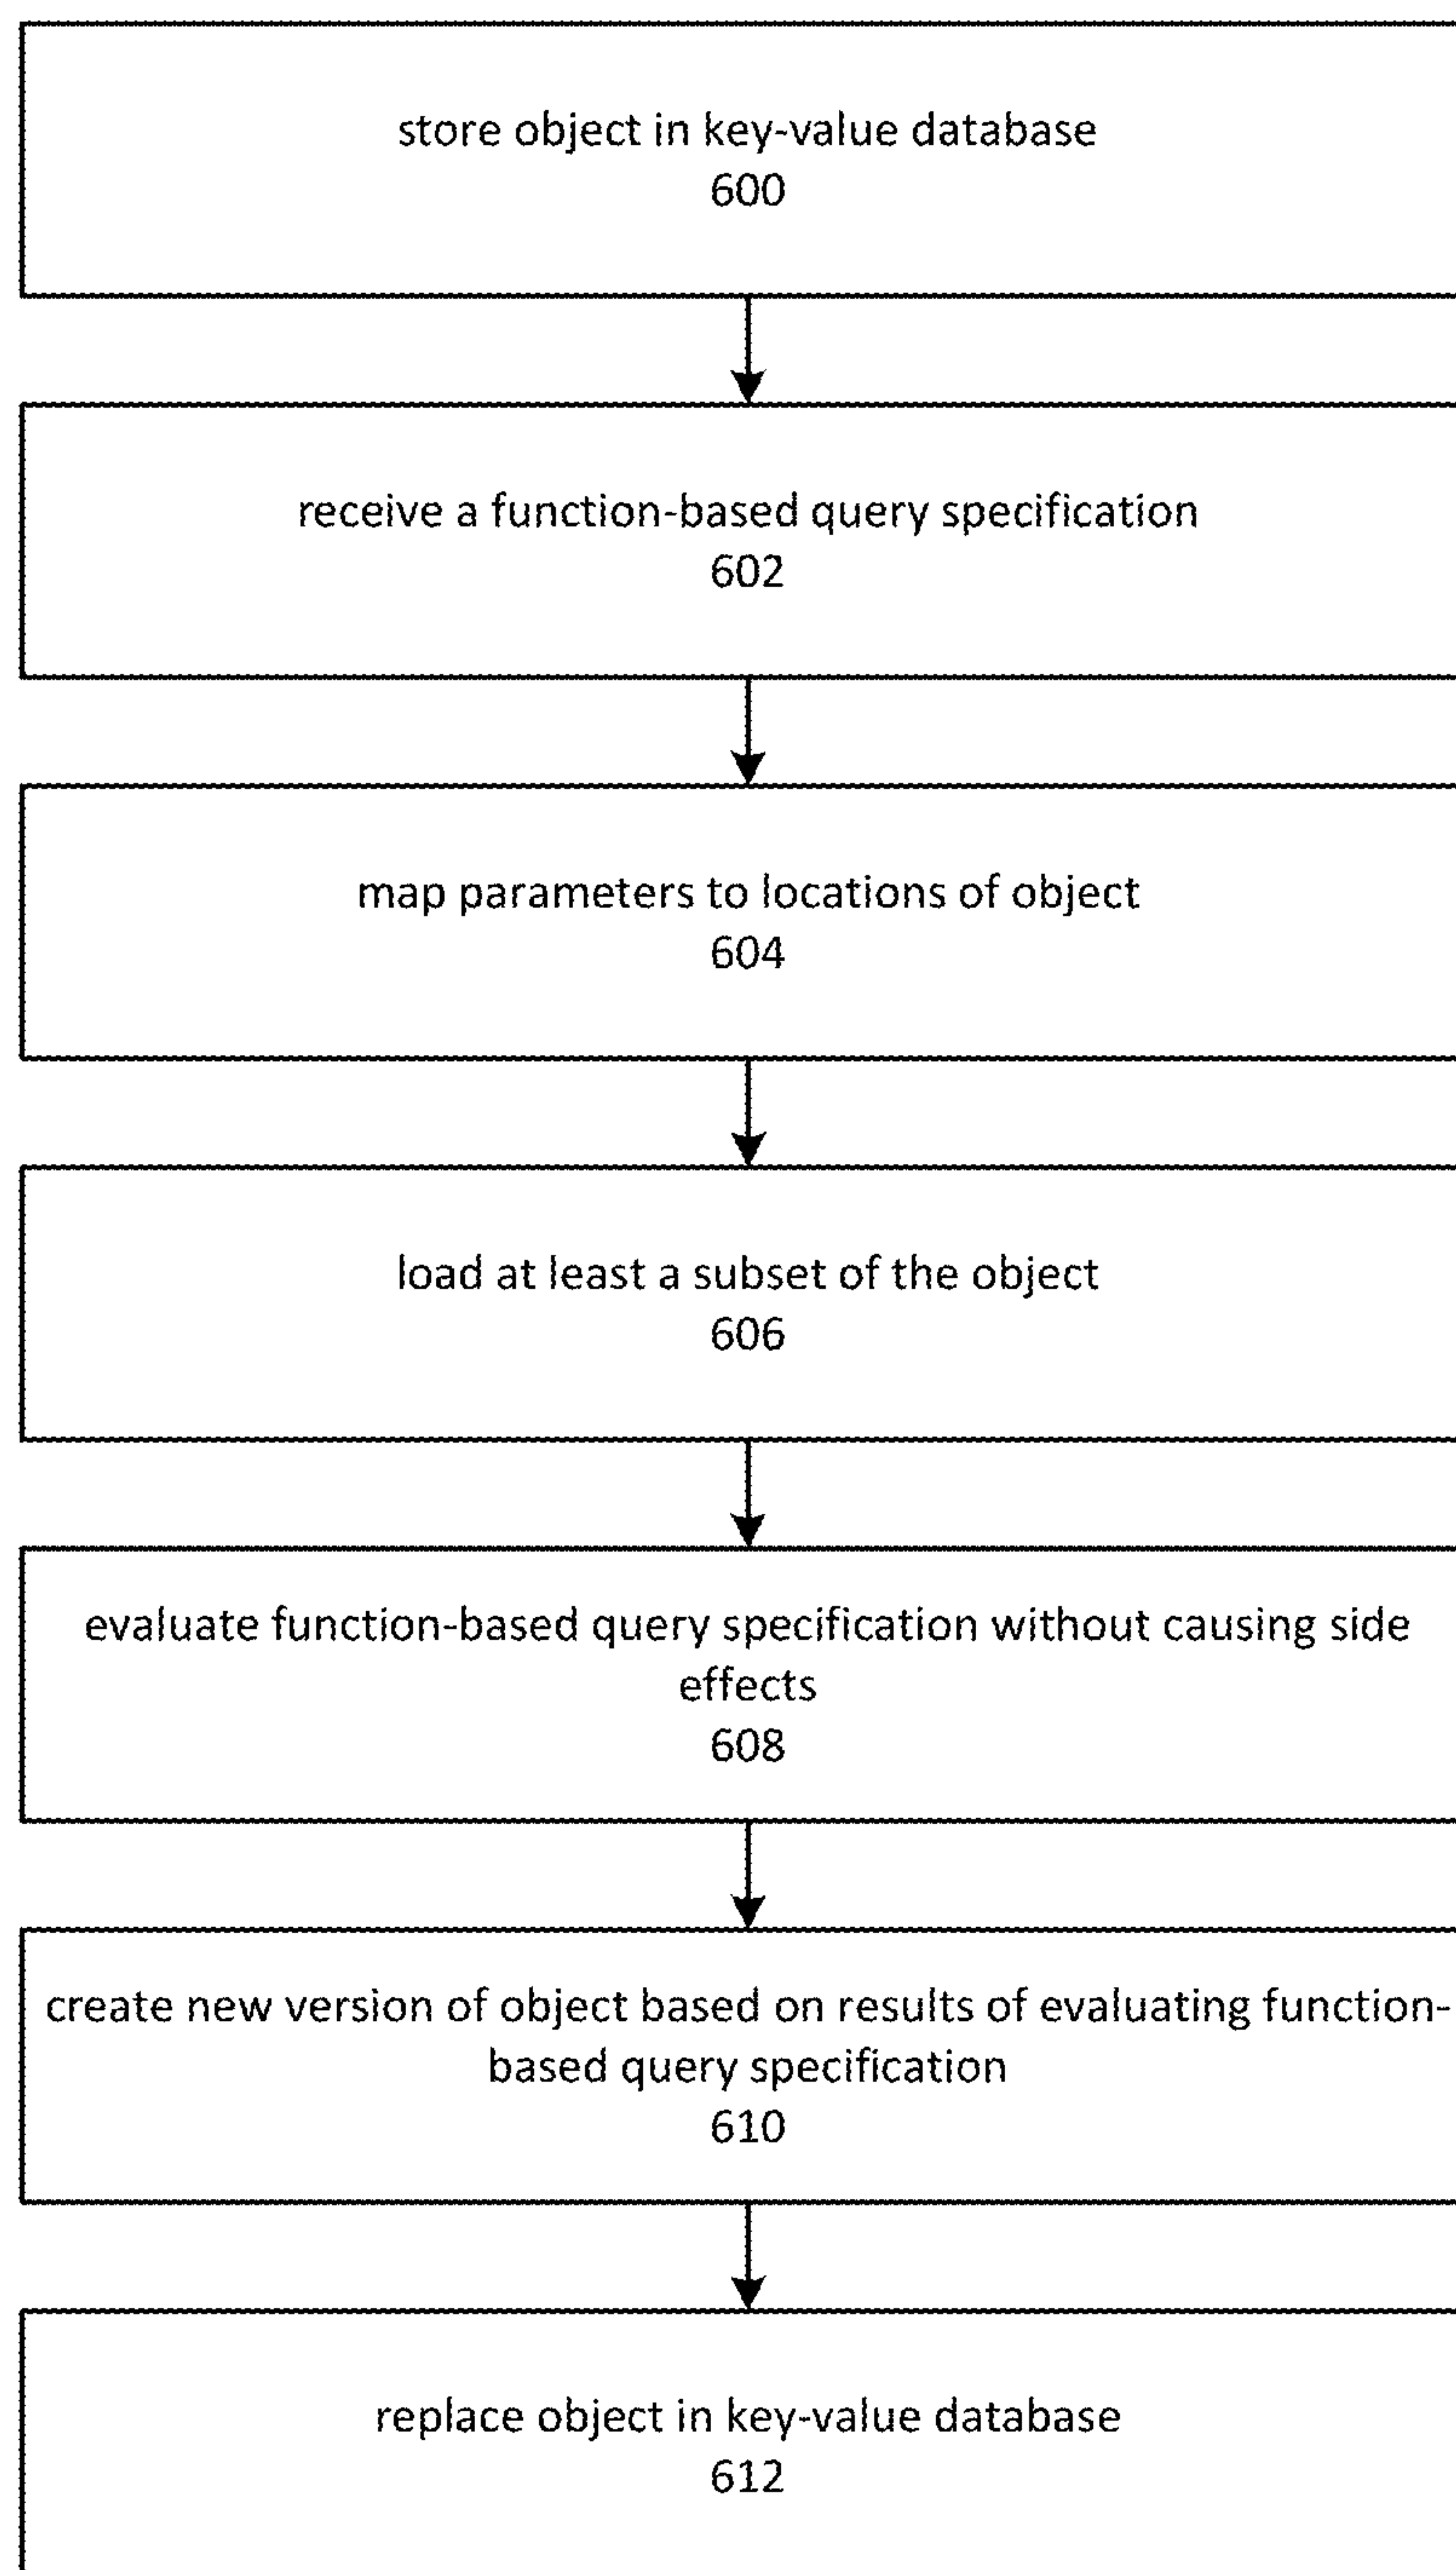 store object in key-value database
600
receive a function-based query specification
602
map parameters to locations of object
604
load at least a subset of the object
606
evaluate function-based query specification without causing side
effects
608
create new version of object based on results of evaluating function-
based query specification
610
replace object in key-value database
612